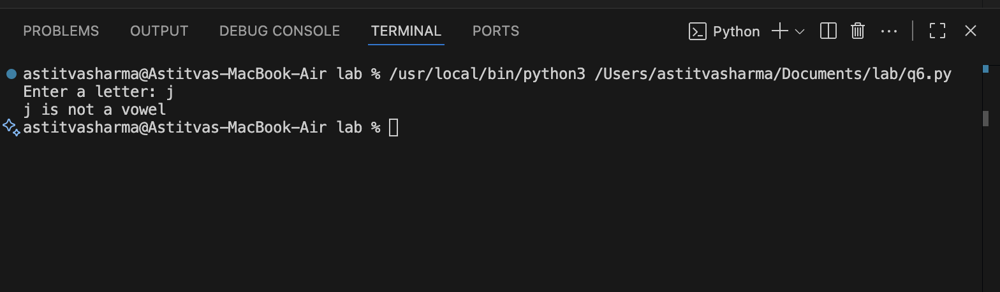 PROBLEMS OUTPUT DEBUG CONSOLE TERMINAL PORTS Python
astitvasharma@Astitvas-MacBook-Air lab % /usr/local/bin/python3 /Users/astitvasharma/Documents/lab/q6.py
Enter a letter: j
j is not a vowel
astitvasharma@Astitvas-MacBook-Air lab %